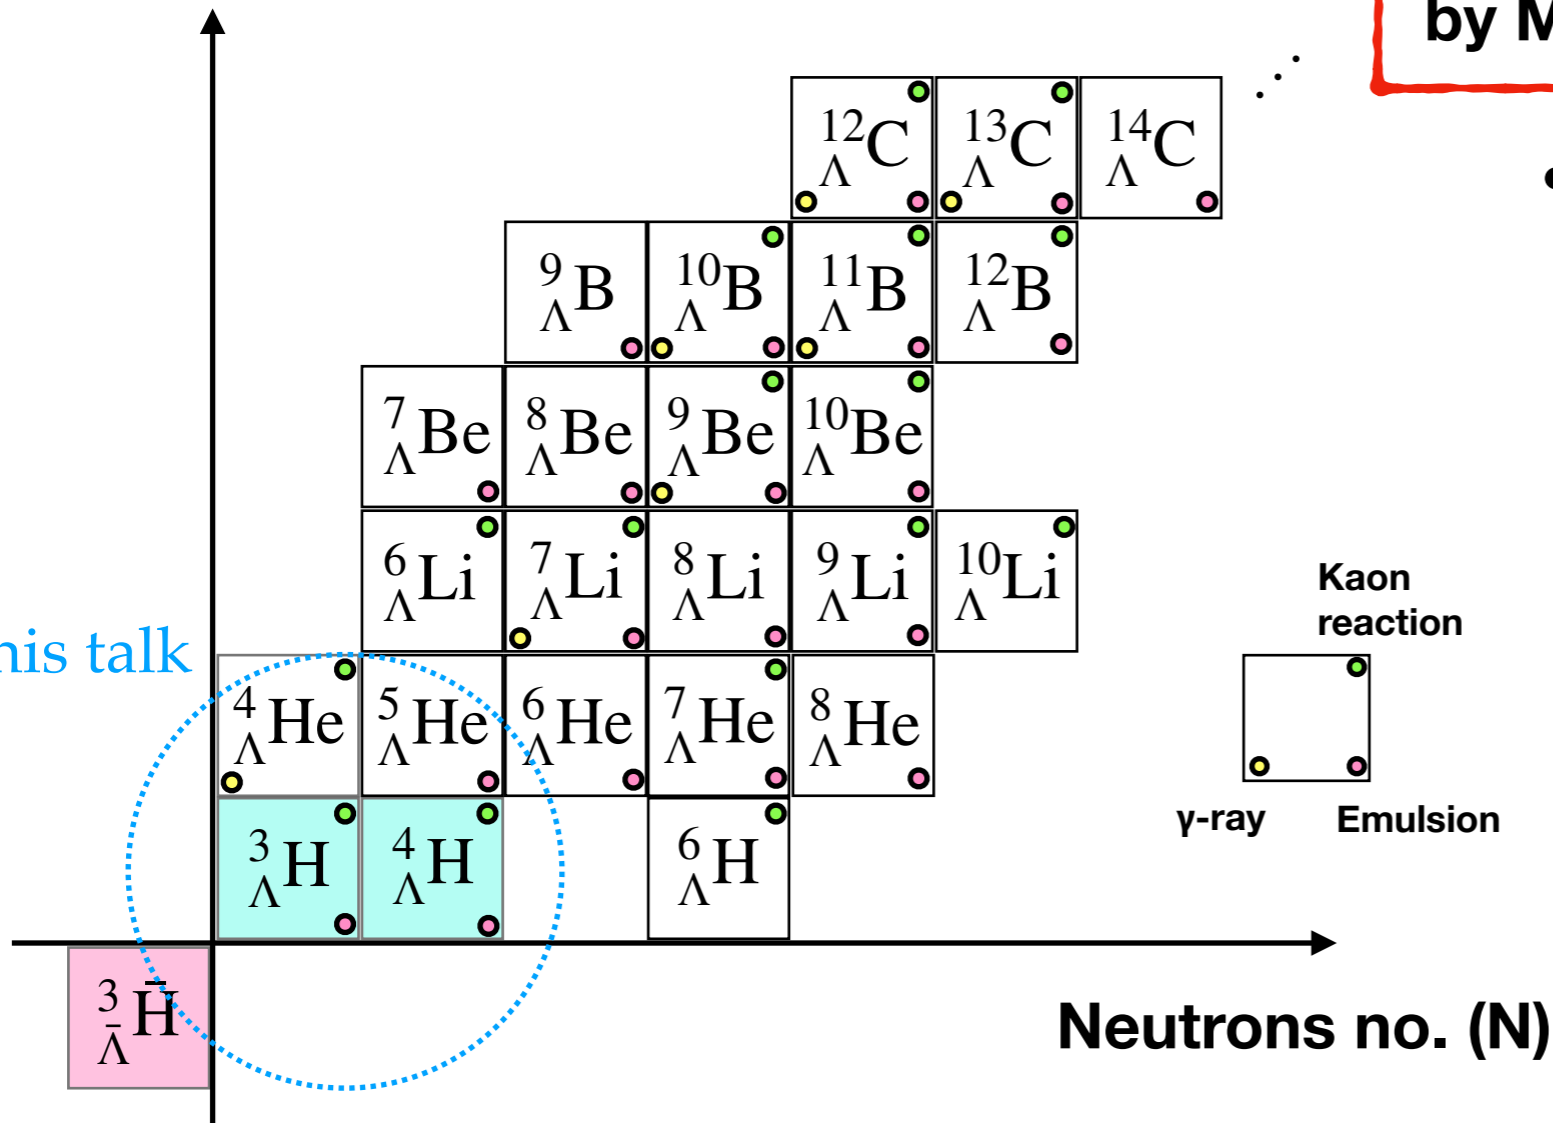 by M
¹²ΛC ¹³ΛC ¹⁴ΛC
⁹ΛB ¹⁰ΛB ¹¹ΛB ¹²ΛB
⁷ΛBe ⁸ΛBe ⁹ΛBe ¹⁰ΛBe
⁶ΛLi ⁷ΛLi ⁸ΛLi ⁹ΛLi ¹⁰ΛLi
Kaon
reaction
his talk
⁴ΛHe ⁵ΛHe ⁶ΛHe ⁷ΛHe ⁸ΛHe
γ-ray Emulsion
³ΛH ⁴ΛH ⁶ΛH
³Λ̄H̄
Neutrons no. (N)